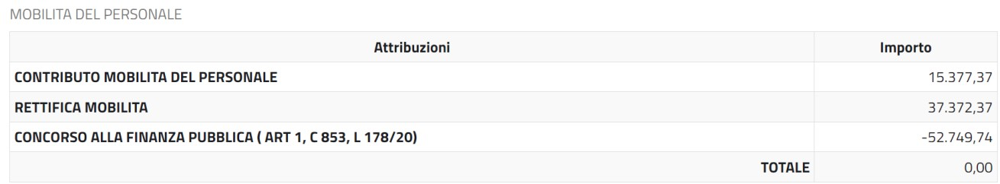 MOBILITA DEL PERSONALE
Attribuzioni Importo
CONTRIBUTO MOBILITA DEL PERSONALE 15.377,37
RETTIFICA MOBILITA 37.372,37
CONCORSO ALLA FINANZA PUBBLICA ( ART 1, C 853, L 178/20) -52.749,74
TOTALE 0,00